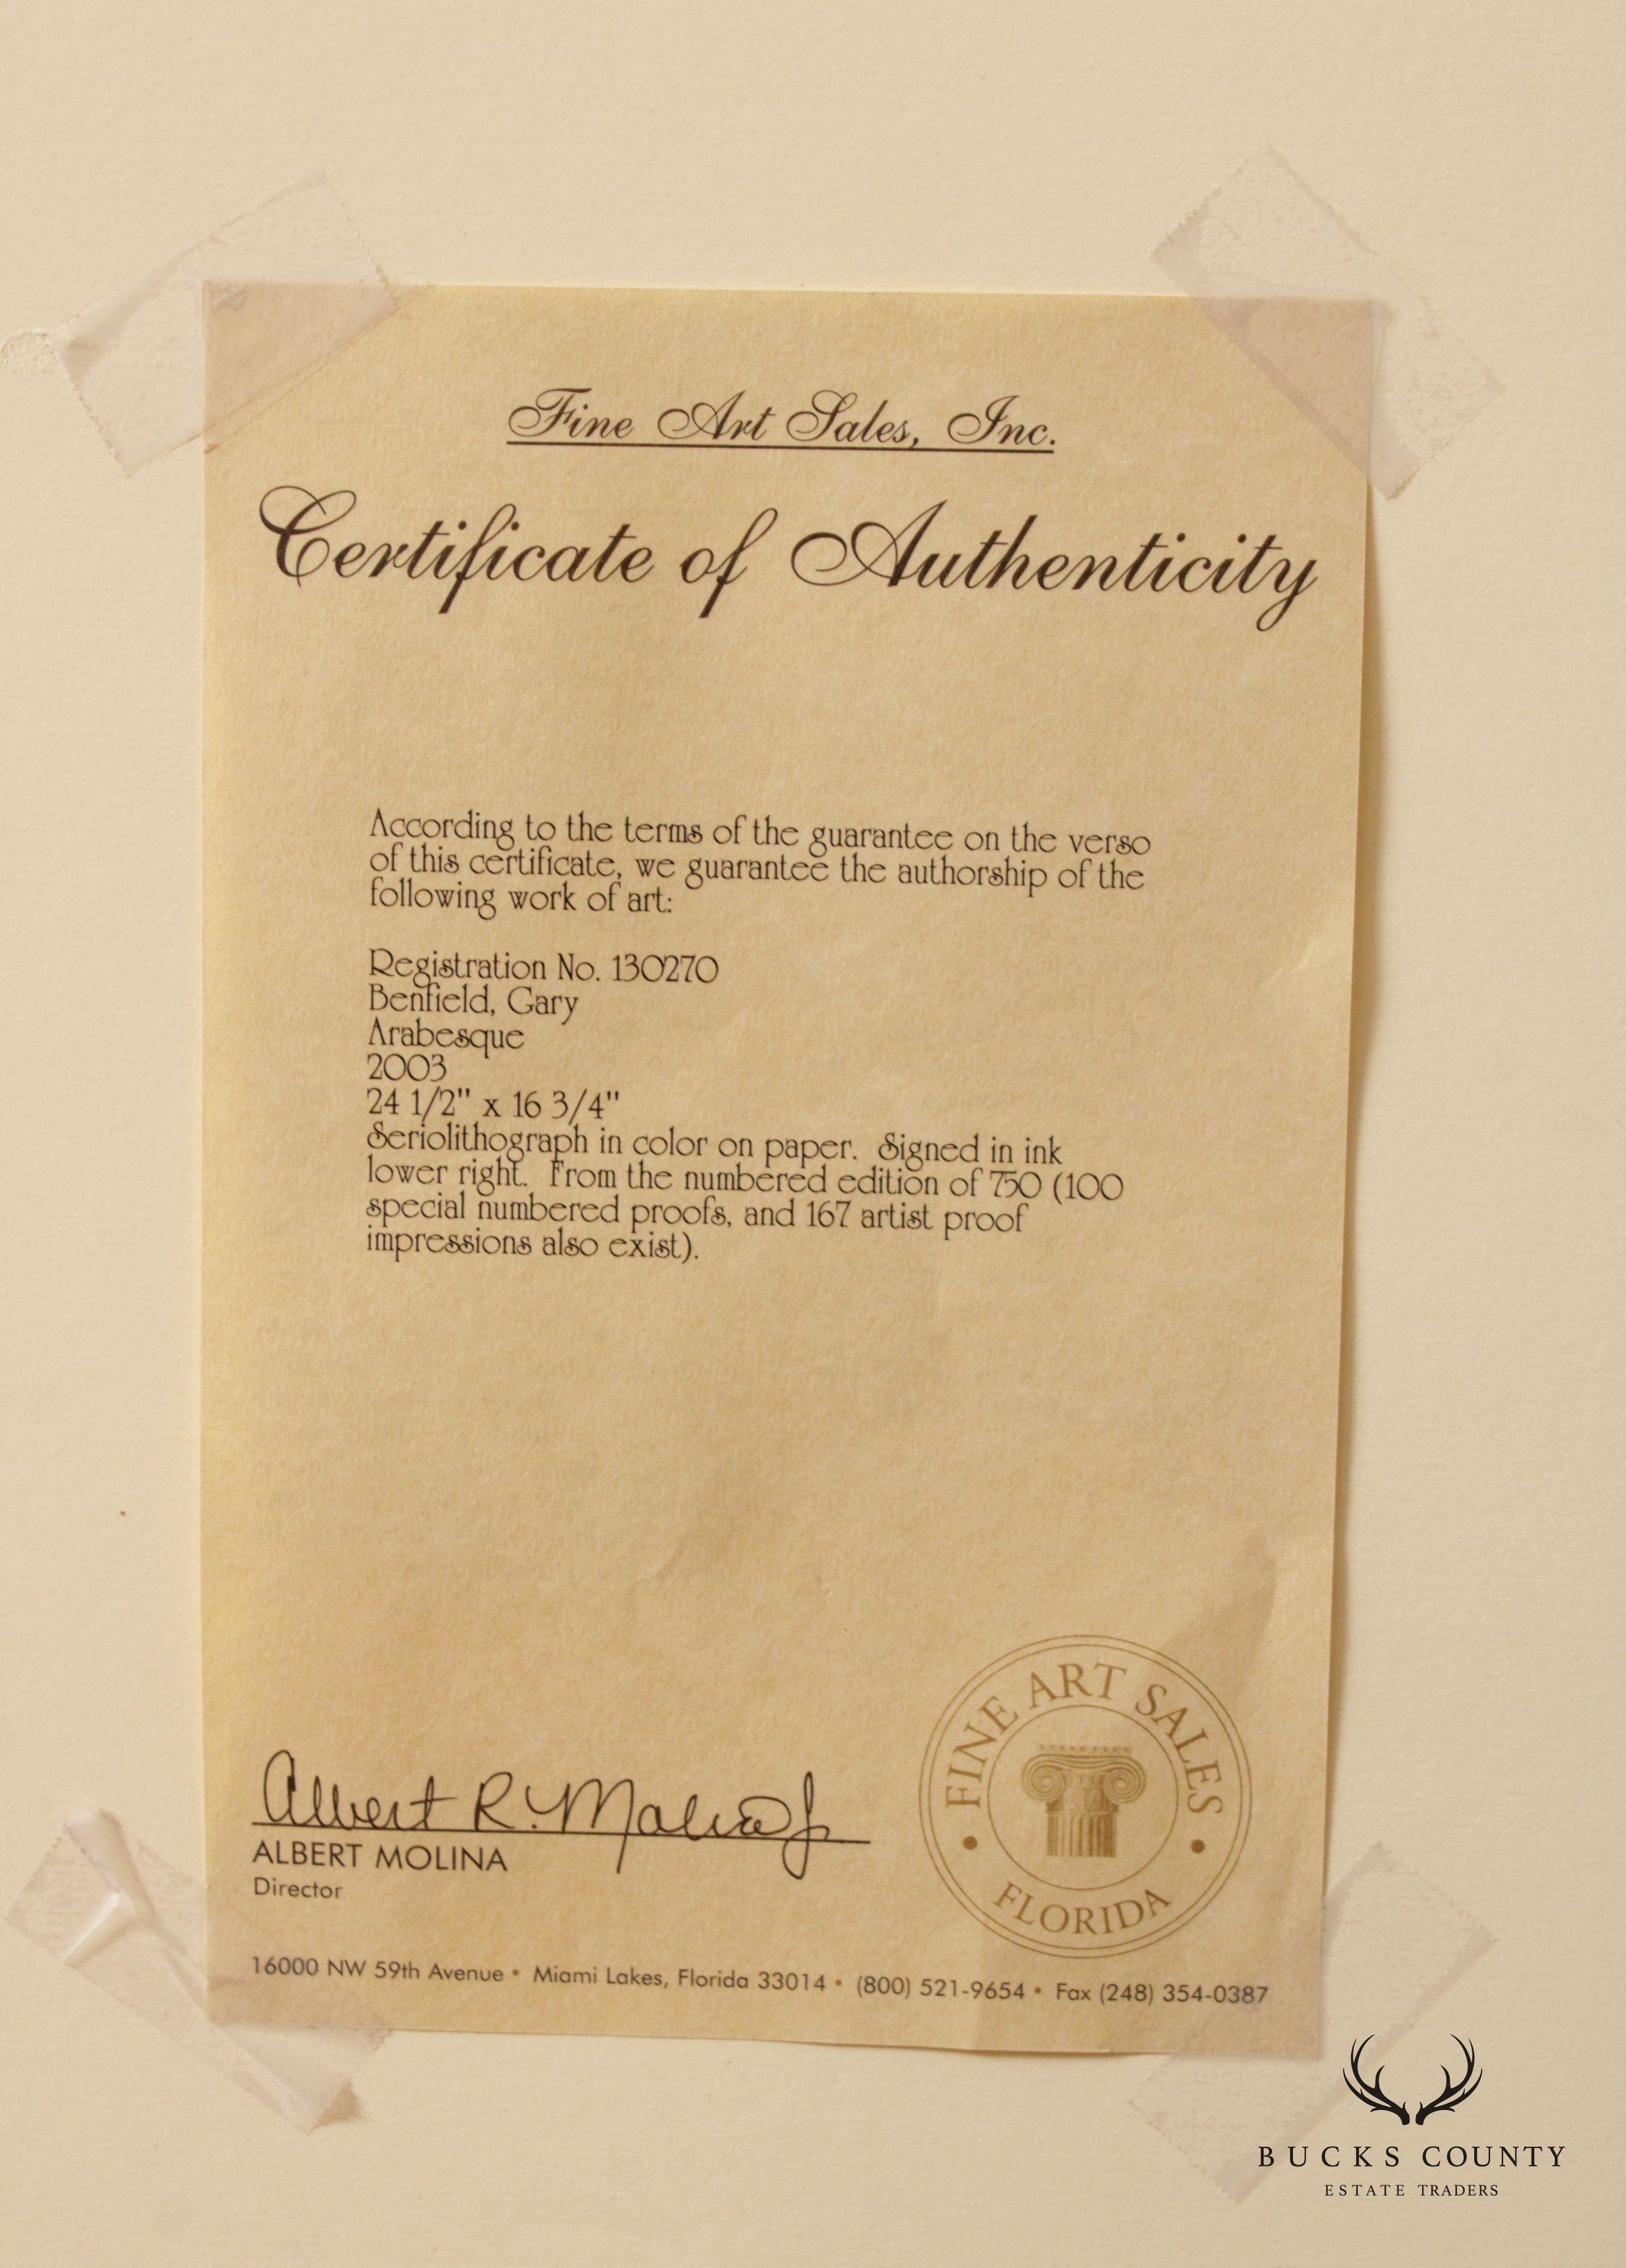 Fine Art Sales, Inc.
Certificate of Authenticity
According to the terms of the guarantee on the verso
of this certificate, we guarantee the authorship of the
following work of art:
Registration No. 130270
Benfield, Gary
Arabesque
2003
24 1/2" x 16 3/4"
Seriolithograph in color on paper.  Signed in ink
lower right.  From the numbered edition of 750 (100
special numbered proofs, and 167 artist proof
impressions also exist).
FINE ART SALES
• FLORIDA •
Albert R. Molina Jr
ALBERT MOLINA
Director
16000 NW 59th Avenue • Miami Lakes, Florida 33014 • (800) 521-9654 • Fax (248) 354-0387
BUCKS COUNTY
ESTATE TRADERS